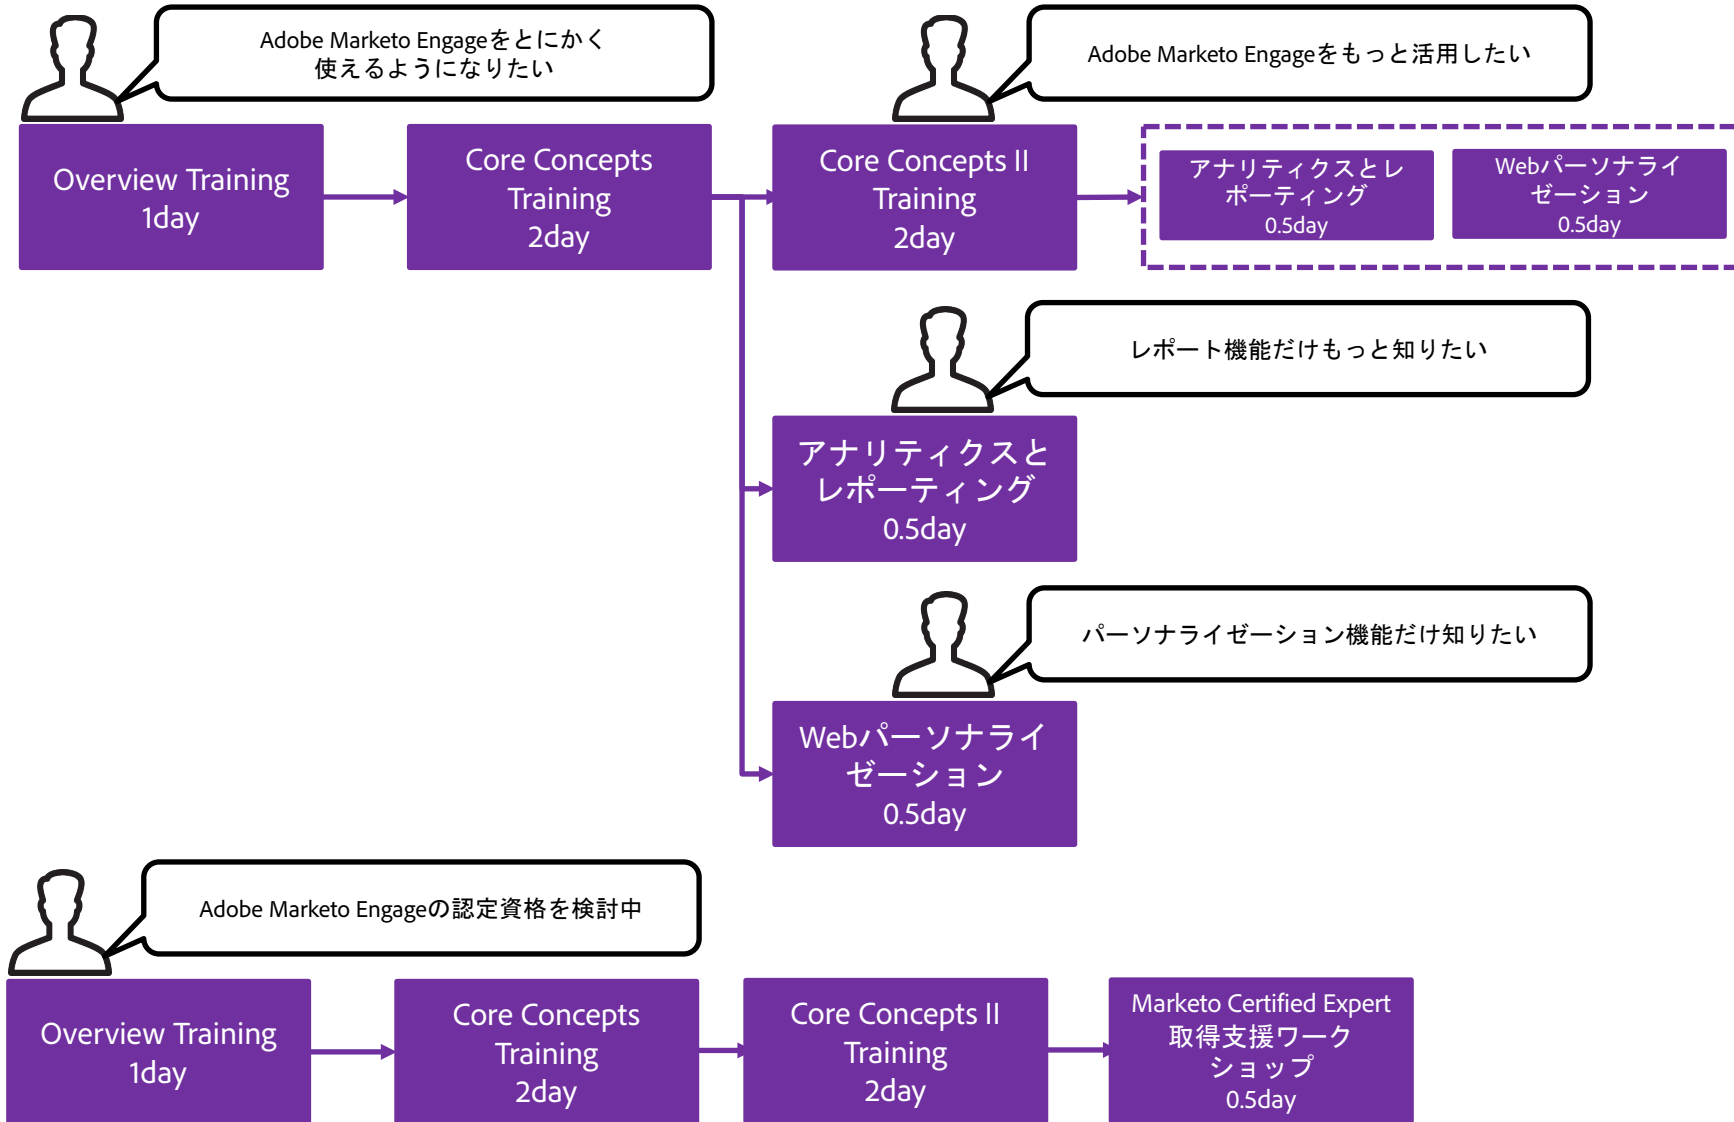 Adobe Marketo Engageをとにかく
使えるようになりたい
Adobe Marketo Engageをもっと活用したい
Overview Training
1day
Core Concepts
Training
2day
Core Concepts II
Training
2day
アナリティクスとレ
ポーティング
0.5day
Webパーソナライ
ゼーション
0.5day
レポート機能だけもっと知りたい
アナリティクスと
レポーティング
0.5day
パーソナライゼーション機能だけ知りたい
Webパーソナライ
ゼーション
0.5day
Adobe Marketo Engageの認定資格を検討中
Overview Training
1day
Core Concepts
Training
2day
Core Concepts II
Training
2day
Marketo Certified Expert
取得支援ワーク
ショップ
0.5day